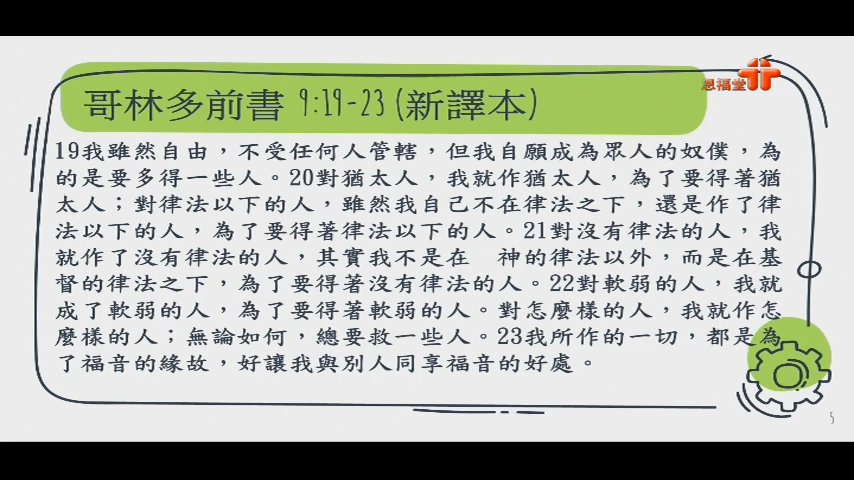 恩福堂
哥林多前書 9:19-23 (新譯本)
19我雖然自由，不受任何人管轄，但我自願成為眾人的奴僕，為
的是要多得一些人。20對猶太人，我就作猶太人，為了要得著猶
太人；對律法以下的人，雖然我自己不在律法之下，還是作了律
法以下的人，為了要得著律法以下的人。21對沒有律法的人，我
就作了沒有律法的人，其實我不是在　神的律法以外，而是在基
督的律法之下，為了要得著沒有律法的人。22對軟弱的人，我就
成了軟弱的人，為了要得著軟弱的人。對怎麼樣的人，我就作怎
麼樣的人；無論如何，總要救一些人。23我所作的一切，都是為
了福音的緣故，好讓我與別人同享福音的好處。
5